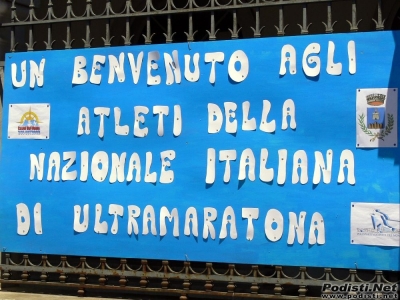 UN BENVENUTO AGLI
ATLETI DELLA
NAZIONALE ITALIANA
DI ULTRAMARATONA
Podisti.Net
www.podisti.net